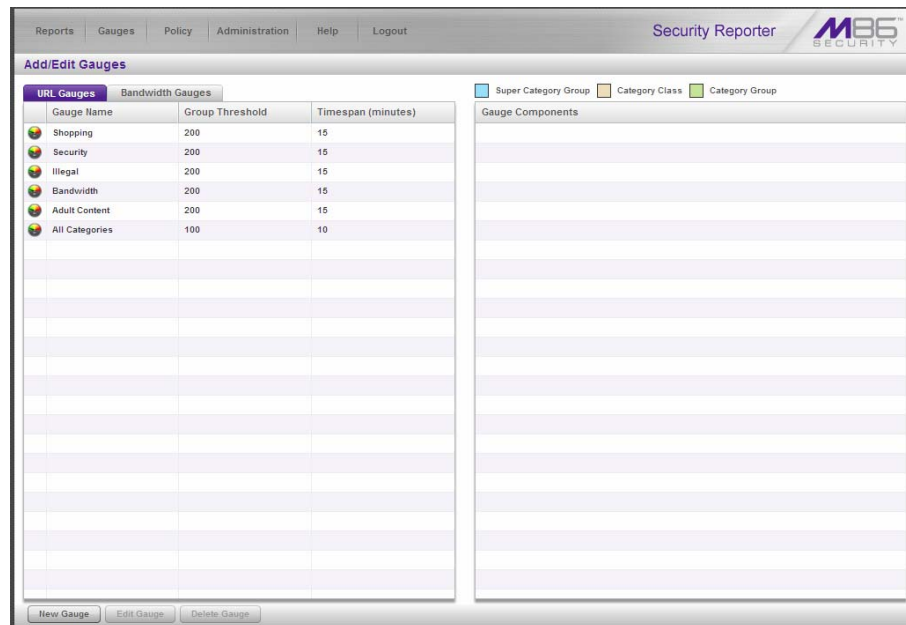 Reports Gauges Policy Administration Help Logout Security Reporter M86™
SECURITY
Add/Edit Gauges
URL Gauges Bandwidth Gauges Super Category Group Category Class Category Group
Gauge Name Group Threshold Timespan (minutes) Gauge Components
Shopping 200 15
Security 200 15
Illegal 200 15
Bandwidth 200 15
Adult Content 200 15
All Categories 100 10
New Gauge Edit Gauge Delete Gauge